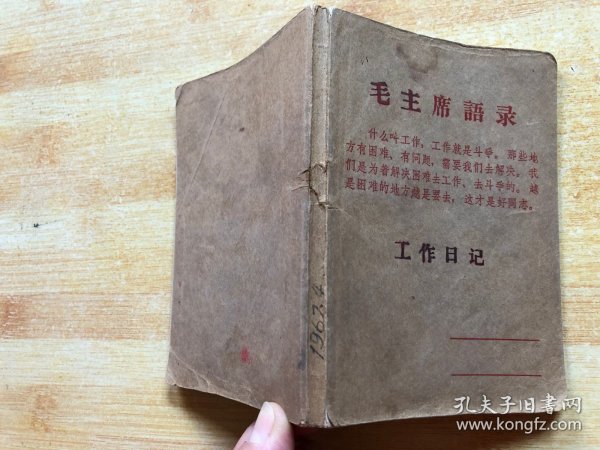 毛主席語录
什么叫工作，工作就是斗争。那些地
方有困难、有问题，需要我们去解决。我
们是为着解决困难去工作、去斗争的。越
是困难的地方越是要去，这才是好同志。
工作日记
1967.4
孔夫子旧書网
www.kongfz.com